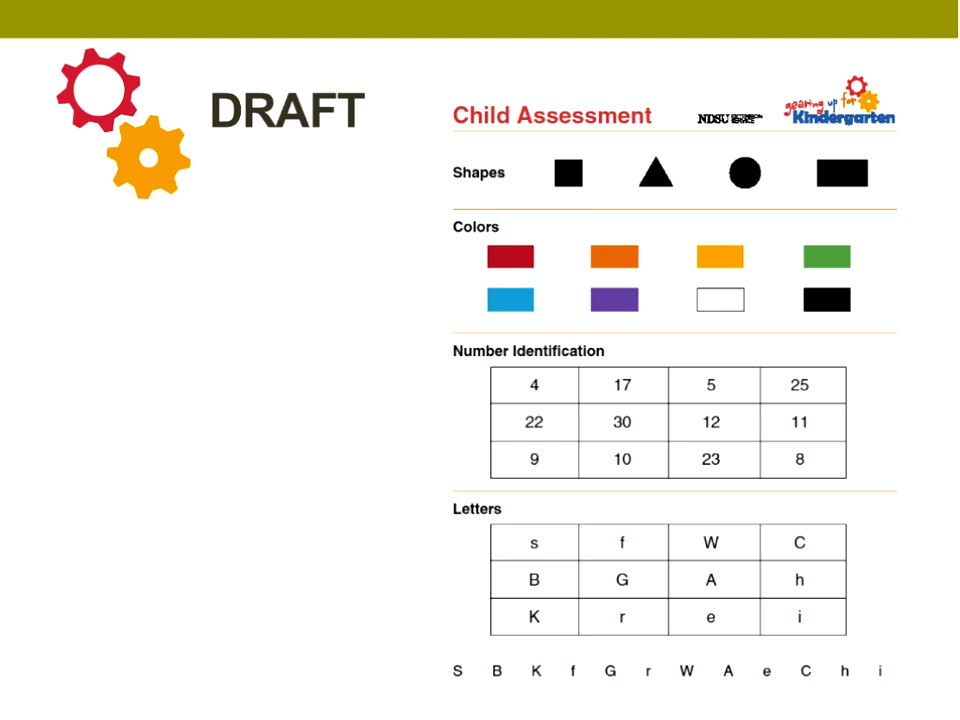 DRAFT
Child Assessment
NDSU
gearing up for
Kindergarten
Shapes
Colors
Number Identification
4 17 5 25
22 30 12 11
9 10 23 8
Letters
s f W C
B G A h
K r e i
S B K f G r W A e C h i